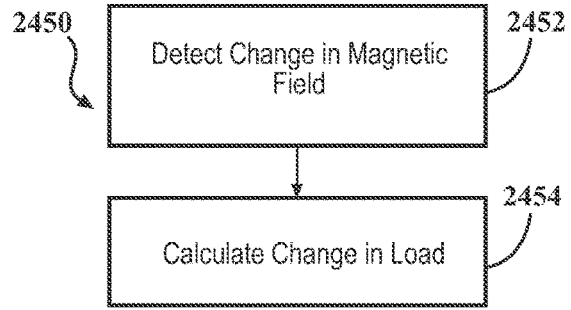 2450
2452
Detect Change in Magnetic
Field
2454
Calculate Change in Load